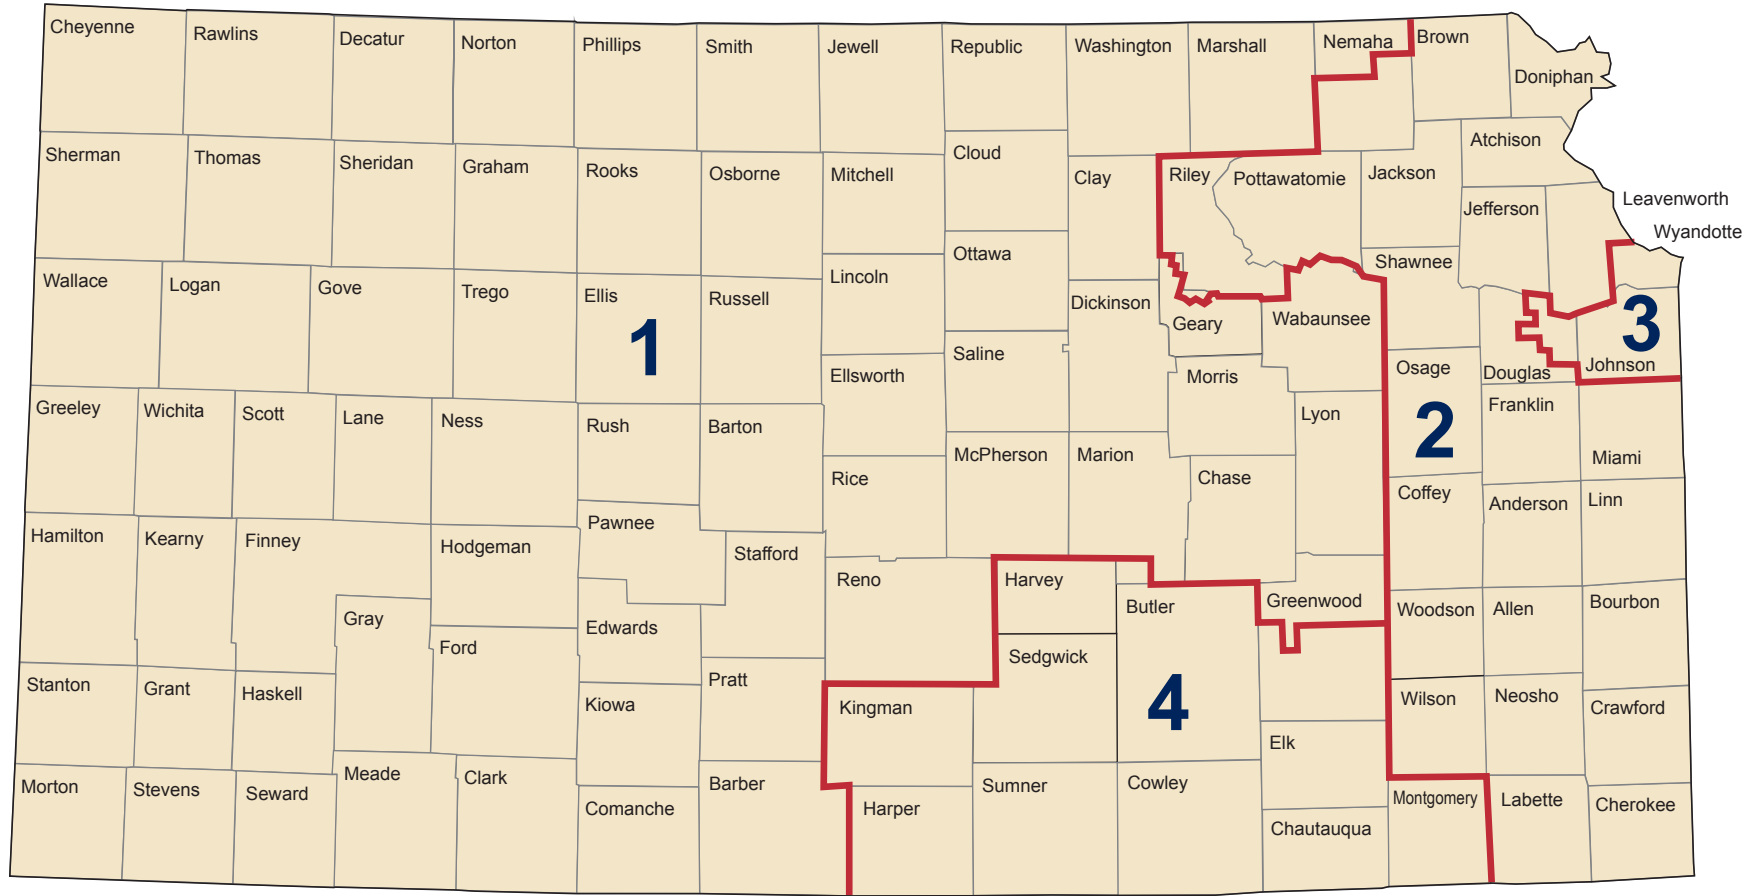 Cheyenne
Rawlins
Decatur
Norton
Phillips
Smith
Jewell
Republic
Washington
Marshall
Nemaha
Brown
Doniphan
Sherman
Thomas
Sheridan
Graham
Rooks
Osborne
Mitchell
Cloud
Clay
Riley
Pottawatomie
Jackson
Atchison
Jefferson
Leavenworth
Wyandotte
Wallace
Logan
Gove
Trego
Ellis
Russell
Lincoln
Ottawa
Dickinson
Geary
Wabaunsee
Shawnee
1
3
Saline
Ellsworth
Morris
Osage
Douglas
Johnson
Greeley
Wichita
Scott
Lane
Ness
Rush
Barton
Rice
McPherson
Marion
Chase
Lyon
2
Franklin
Miami
Coffey
Anderson
Linn
Hamilton
Kearny
Finney
Hodgeman
Pawnee
Stafford
Reno
Harvey
Butler
Greenwood
Woodson
Allen
Bourbon
Gray
Ford
Edwards
Sedgwick
Stanton
Grant
Haskell
Kiowa
Pratt
Kingman
4
Elk
Wilson
Neosho
Crawford
Morton
Stevens
Seward
Meade
Clark
Comanche
Barber
Harper
Sumner
Cowley
Chautauqua
Montgomery
Labette
Cherokee